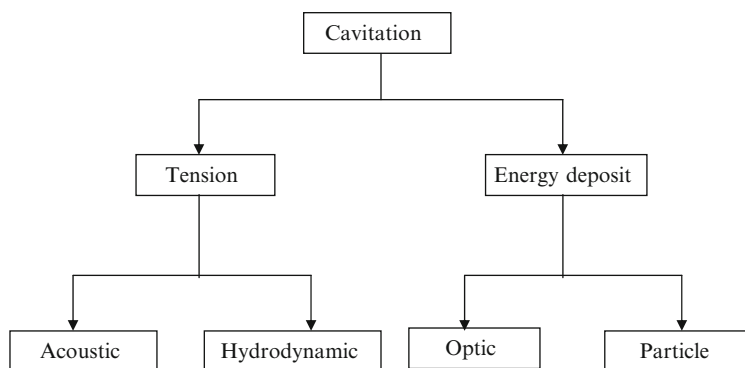 Cavitation
Tension
Energy deposit
Acoustic
Hydrodynamic
Optic
Particle